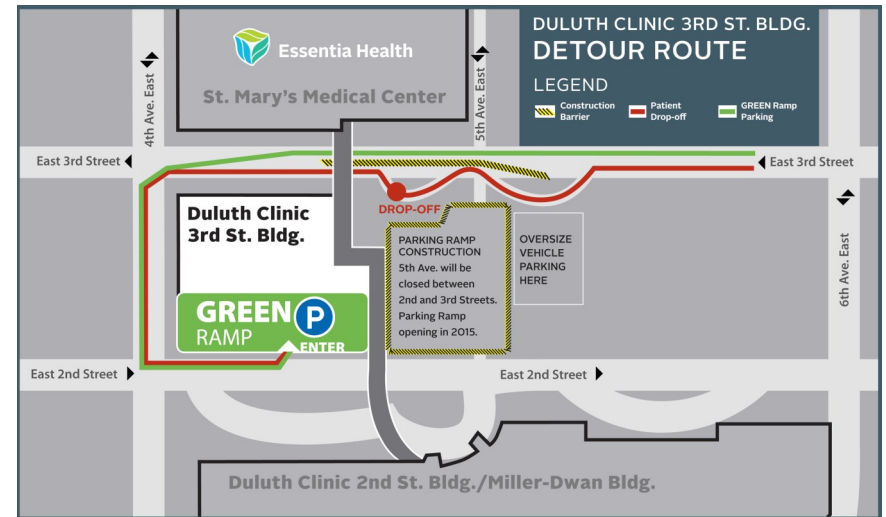 DULUTH CLINIC 3RD ST. BLDG.
DETOUR ROUTE
LEGEND
Construction
Barrier
Patient
Drop-off
GREEN Ramp
Parking
Essentia Health
St. Mary's Medical Center
4th Ave. East
5th Ave. East
East 3rd Street
East 3rd Street
DROP-OFF
Duluth Clinic
3rd St. Bldg.
PARKING RAMP
CONSTRUCTION
5th Ave. will be
closed between
2nd and 3rd Streets.
Parking Ramp
opening in 2015.
OVERSIZE
VEHICLE
PARKING
HERE
6th Ave. East
GREEN P
RAMP
ENTER
East 2nd Street
East 2nd Street
Duluth Clinic 2nd St. Bldg./Miller-Dwan Bldg.